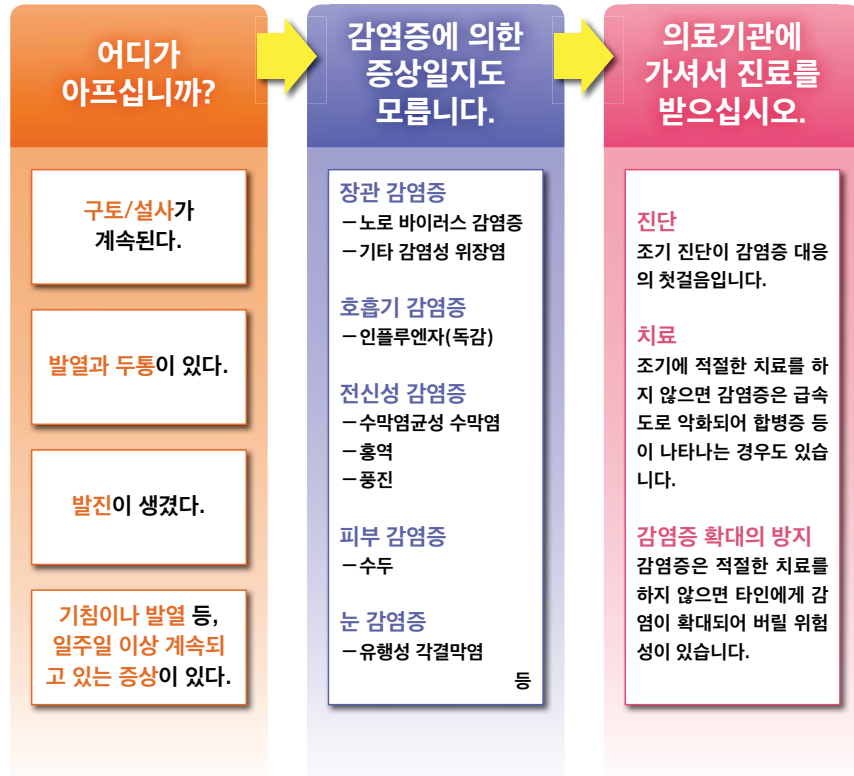 어디가
아프십니까?
구토/설사가
계속된다.
발열과 두통이 있다.
발진이 생겼다.
기침이나 발열 등,
일주일 이상 계속되
고 있는 증상이 있다.
감염증에 의한
증상일지도
모릅니다.
장관 감염증
－노로 바이러스 감염증
－기타 감염성 위장염
호흡기 감염증
－인플루엔자(독감)
전신성 감염증
－수막염균성 수막염
－홍역
－풍진
피부 감염증
－수두
눈 감염증
－유행성 각결막염
등
의료기관에
가셔서 진료를
받으십시오.
진단
조기 진단이 감염증 대응
의 첫걸음입니다.
치료
조기에 적절한 치료를 하
지 않으면 감염증은 급속
도로 악화되어 합병증 등
이 나타나는 경우도 있습
니다.
감염증 확대의 방지
감염증은 적절한 치료를
하지 않으면 타인에게 감
염이 확대되어 버릴 위험
성이 있습니다.